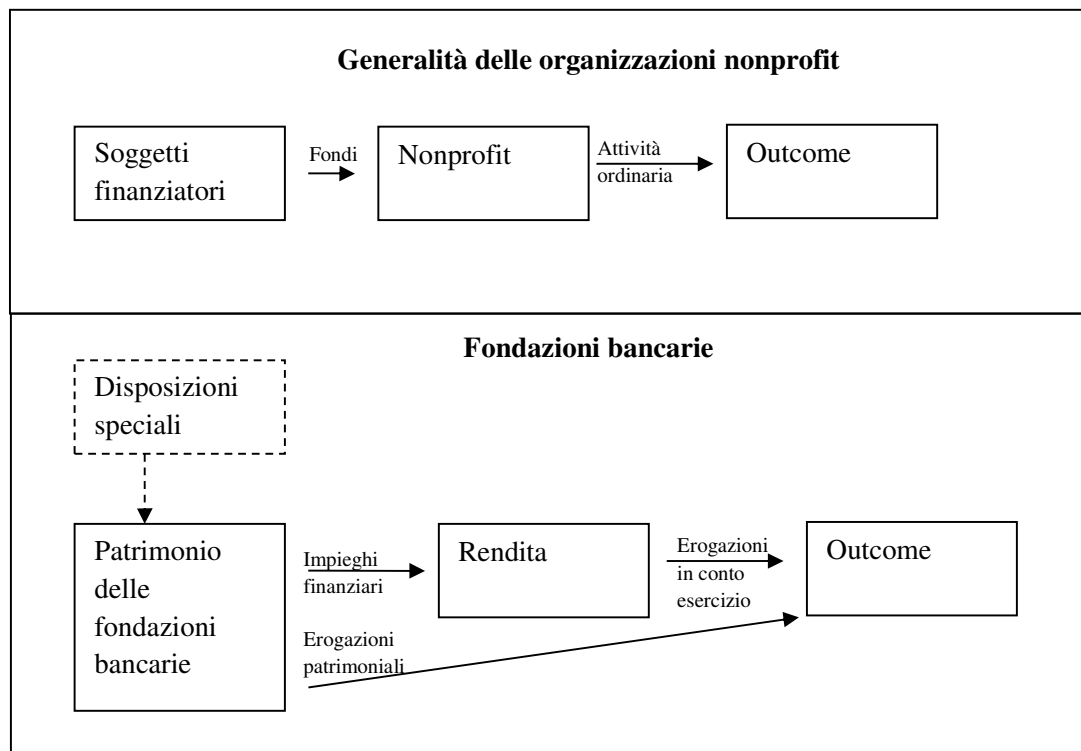 Generalità delle organizzazioni nonprofit
Soggetti
finanziatori
Fondi
Nonprofit
Attività
ordinaria
Outcome
Fondazioni bancarie
Disposizioni
speciali
Patrimonio
delle
fondazioni
bancarie
Impieghi
finanziari
Rendita
Erogazioni
in conto
esercizio
Outcome
Erogazioni
patrimoniali